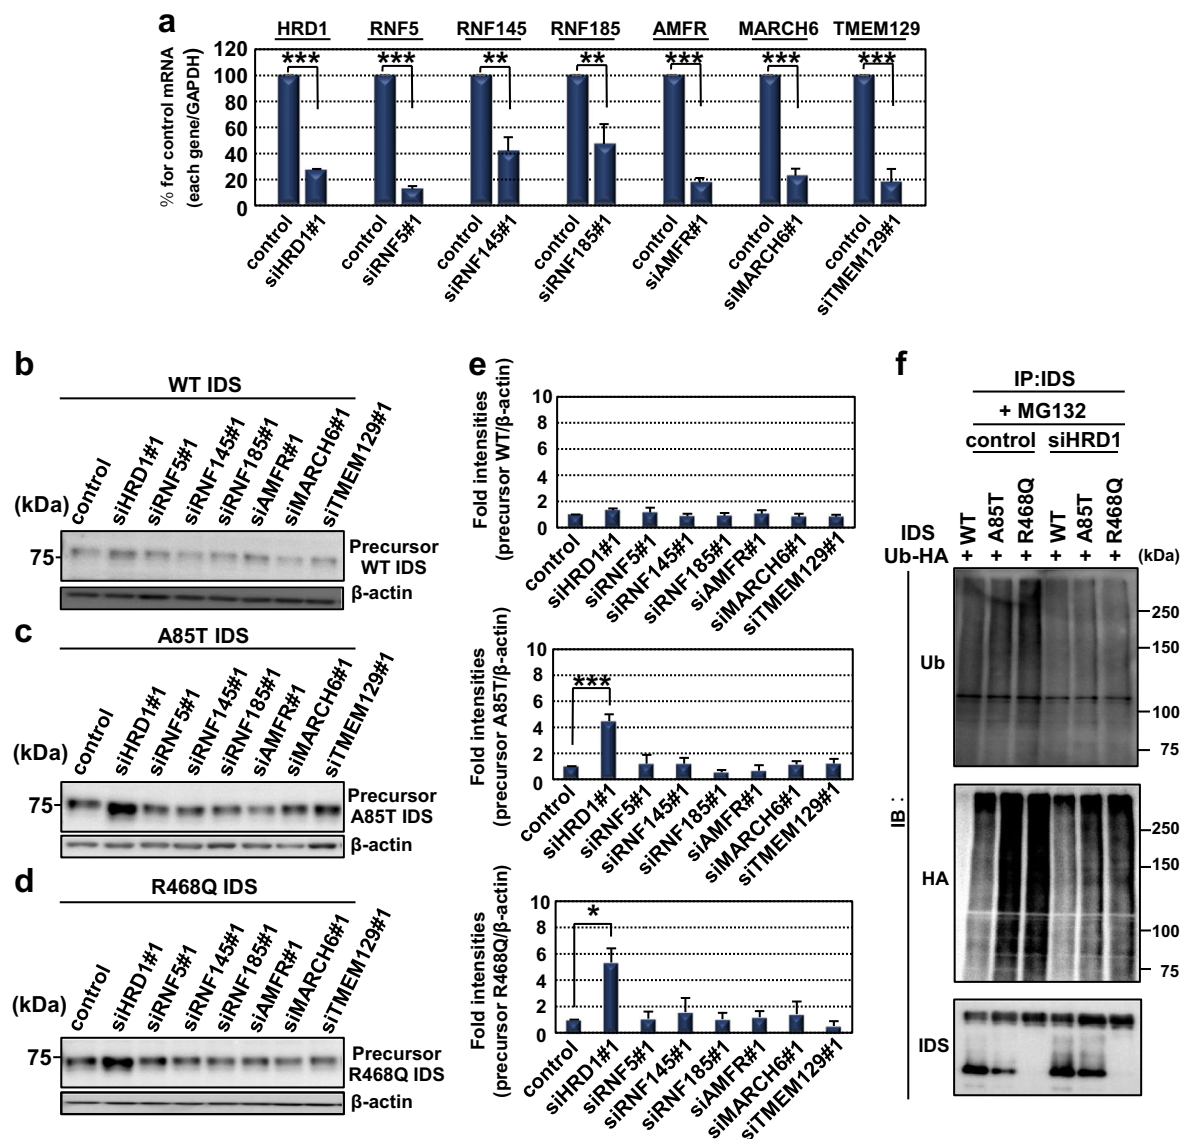 a
HRD1 RNF5 RNF145 RNF185 AMFR MARCH6 TMEM129
% for control mRNA
(each gene/GAPDH)
120
100
80
60
40
20
0
*** *** ** ** *** *** ***
control siHRD1#1 control siRNF5#1 control siRNF145#1 control siRNF185#1 control siAMFR#1 control siMARCH6#1 control siTMEM129#1
b
WT IDS
(kDa)
control siHRD1#1 siRNF5#1 siRNF145#1 siRNF185#1 siAMFR#1 siMARCH6#1 siTMEM129#1
75
Precursor
WT IDS
β-actin
c
A85T IDS
(kDa)
control siHRD1#1 siRNF5#1 siRNF145#1 siRNF185#1 siAMFR#1 siMARCH6#1 siTMEM129#1
75
Precursor
A85T IDS
β-actin
d
R468Q IDS
(kDa)
control siHRD1#1 siRNF5#1 siRNF145#1 siRNF185#1 siAMFR#1 siMARCH6#1 siTMEM129#1
75
Precursor
R468Q IDS
β-actin
e
Fold intensities
(precursor WT/β-actin)
10
8
6
4
2
0
control siHRD1#1 siRNF5#1 siRNF145#1 siRNF185#1 siAMFR#1 siMARCH6#1 siTMEM129#1
Fold intensities
(precursor A85T/β-actin)
10
8
6
4
2
0
***
control siHRD1#1 siRNF5#1 siRNF145#1 siRNF185#1 siAMFR#1 siMARCH6#1 siTMEM129#1
Fold intensities
(precursor R468Q/β-actin)
10
8
6
4
2
0
*
control siHRD1#1 siRNF5#1 siRNF145#1 siRNF185#1 siAMFR#1 siMARCH6#1 siTMEM129#1
f
IP:IDS
+ MG132
control siHRD1
IDS WT A85T R468Q WT A85T R468Q
Ub-HA + + + + + + (kDa)
IB :
Ub
250
150
100
75
HA
250
150
100
75
IDS